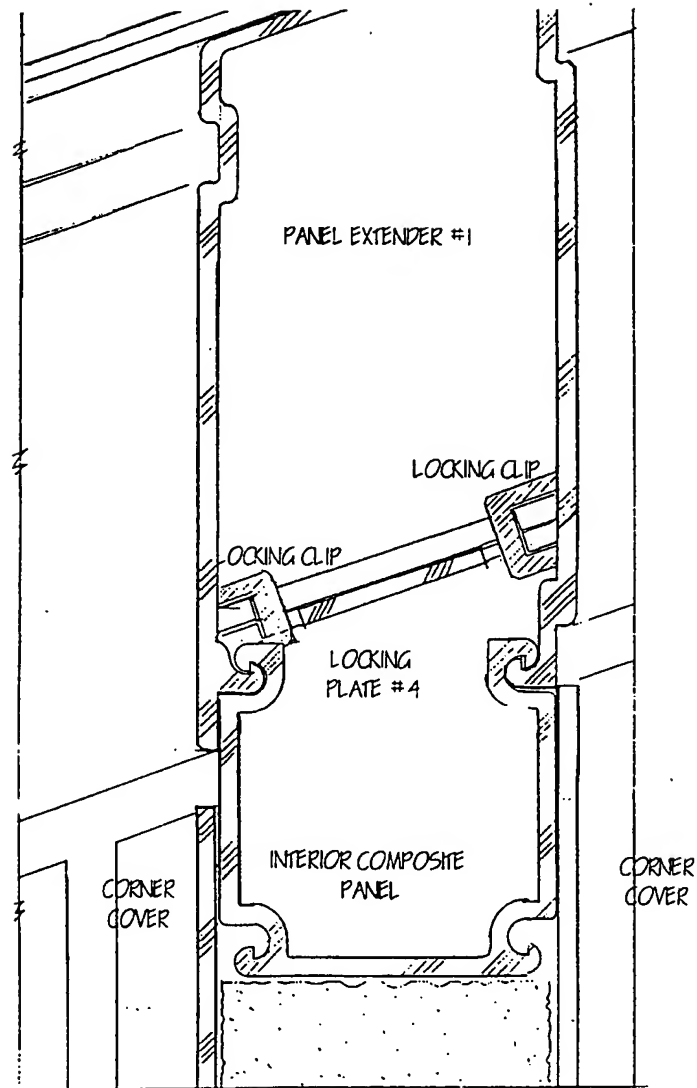 PANEL EXTENDER #1
LOCKING CLIP
OCKING CLIP
LOCKING
PLATE #4
INTERIOR COMPOSITE
PANEL
CORNER
COVER
CORNER
COVER